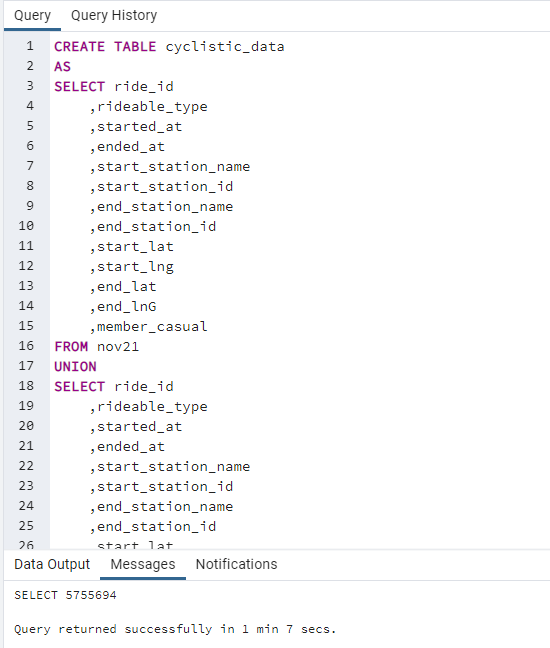 Query Query History
1 CREATE TABLE cyclistic_data
2 AS
3 SELECT ride_id
4 ,rideable_type
5 ,started_at
6 ,ended_at
7 ,start_station_name
8 ,start_station_id
9 ,end_station_name
10 ,end_station_id
11 ,start_lat
12 ,start_lng
13 ,end_lat
14 ,end_lnG
15 ,member_casual
16 FROM nov21
17 UNION
18 SELECT ride_id
19 ,rideable_type
20 ,started_at
21 ,ended_at
22 ,start_station_name
23 ,start_station_id
24 ,end_station_name
25 ,end_station_id
26 ,start_lat
Data Output Messages Notifications
SELECT 5755694
Query returned successfully in 1 min 7 secs.